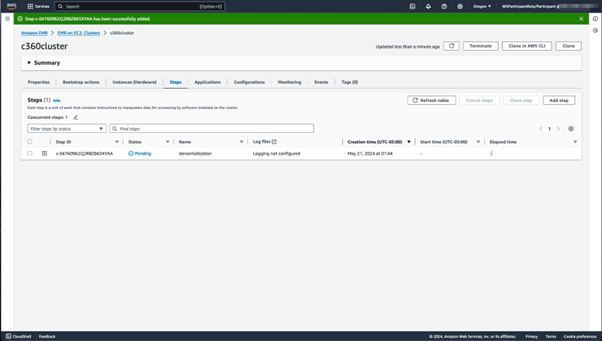 aws
Services
Search
[Option+S]
Oregon
Step s-04760962Q2R8ZB65XYAA has been successfully added.
Amazon EMR > EMR on EC2: Clusters > c360cluster
c360cluster
Updated less than a minute ago
Terminate
Clone in AWS CLI
Clone
Summary
Properties
Bootstrap actions
Instances (Hardware)
Steps
Applications
Configurations
Monitoring
Events
Tags (0)
Steps (1) Info
Refresh table
Cancel steps
Clone step
Add step
Each step is a unit of work that contains instructions to manipulate data for processing by software installed on the cluster.
Concurrent steps: 1
Filter steps by status
Find steps
1
Step ID
Status
Name
Log files
Creation time (UTC-03:00)
Start time (UTC-03:00)
Elapsed time
s-04760962Q2R8ZB65XYAA
Pending
denormalization
Logging not configured
May 21, 2024 at 01:44
-
-
CloudShell
Feedback
© 2024, Amazon Web Services, Inc. or its affiliates.
Privacy
Terms
Cookie preferences